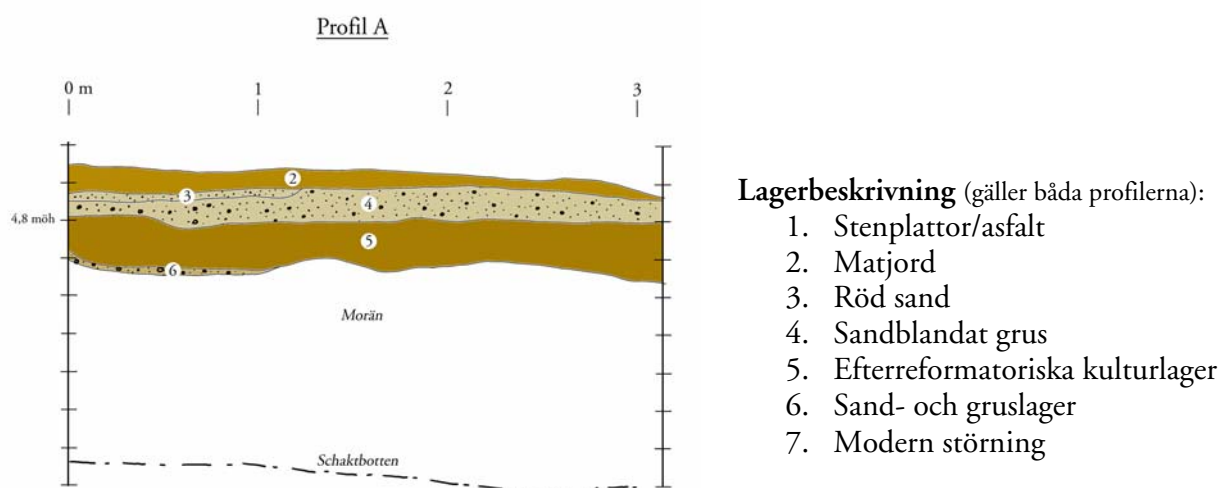 Profil A
0 m 1 2 3
2
3
4
4,8 möh
5
6
Morän
Schaktbotten
Lagerbeskrivning (gäller båda profilerna):
1. Stenplattor/asfalt
2. Matjord
3. Röd sand
4. Sandblandat grus
5. Efterreformatoriska kulturlager
6. Sand- och gruslager
7. Modern störning